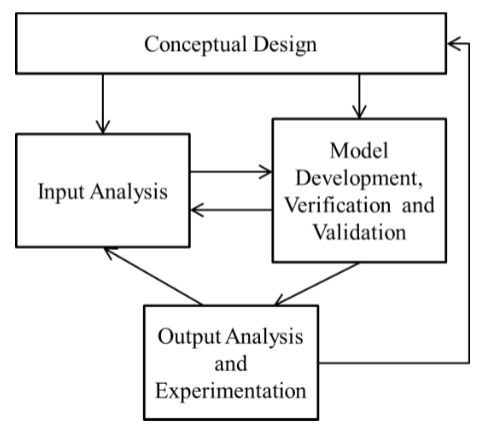 Conceptual Design
Input Analysis
Model
Development,
Verification and
Validation
Output Analysis
and
Experimentation